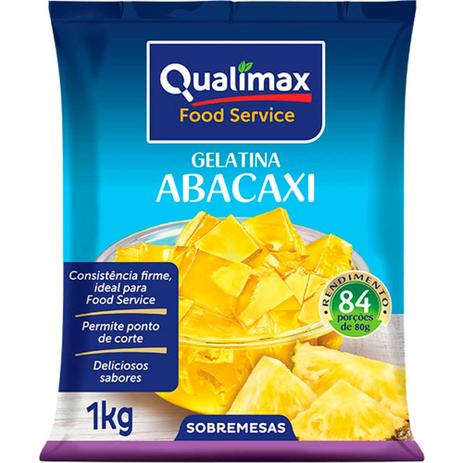 Qualimax
Food Service
GELATINA
ABACAXI
Consistência firme,
ideal para
Food Service
Permite ponto
de corte
Deliciosos
sabores
RENDIMENTO
84
porções
de 80g
1kg
SOBREMESAS